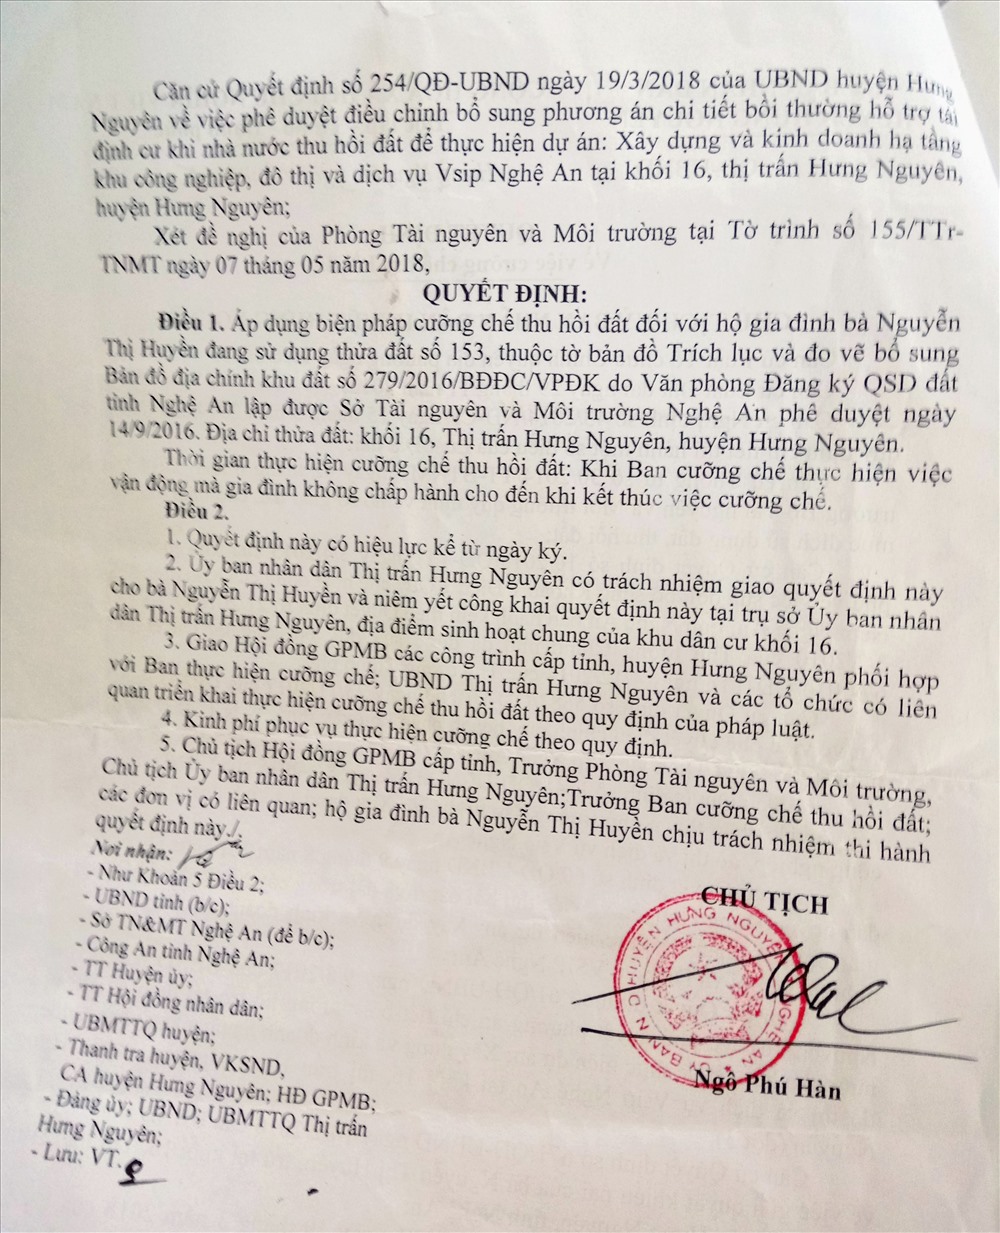 Căn cứ Quyết định số 254/QĐ-UBND ngày 19/3/2018 của UBND huyện Hưng
Nguyên về việc phê duyệt điều chỉnh bổ sung phương án chi tiết bồi thường hỗ trợ tái
định cư khi nhà nước thu hồi đất để thực hiện dự án: Xây dựng và kinh doanh hạ tầng
khu công nghiệp, đô thị và dịch vụ Vsip Nghệ An tại khối 16, thị trấn Hưng Nguyên,
huyện Hưng Nguyên;
Xét đề nghị của Phòng Tài nguyên và Môi trường tại Tờ trình số 155/TTr-
TNMT ngày 07 tháng 05 năm 2018,
QUYẾT ĐỊNH:
Điều 1. Áp dụng biện pháp cưỡng chế thu hồi đất đối với hộ gia đình bà Nguyễn
Thị Huyền đang sử dụng thửa đất số 153, thuộc tờ bản đồ Trích lục và đo vẽ bổ sung
Bản đồ địa chính khu đất số 279/2016/BĐĐC/VPĐK do Văn phòng Đăng ký QSD đất
tỉnh Nghệ An lập được Sở Tài nguyên và Môi trường Nghệ An phê duyệt ngày
14/9/2016. Địa chỉ thửa đất: khối 16, Thị trấn Hưng Nguyên, huyện Hưng Nguyên.
Thời gian thực hiện cưỡng chế thu hồi đất: Khi Ban cưỡng chế thực hiện việc
vận động mà gia đình không chấp hành cho đến khi kết thúc việc cưỡng chế.
Điều 2.
1. Quyết định này có hiệu lực kể từ ngày ký.
2. Ủy ban nhân dân Thị trấn Hưng Nguyên có trách nhiệm giao quyết định này
cho bà Nguyễn Thị Huyền và niêm yết công khai quyết định này tại trụ sở Ủy ban nhân
dân Thị trấn Hưng Nguyên, địa điểm sinh hoạt chung của khu dân cư khối 16.
3. Giao Hội đồng GPMB các công trình cấp tỉnh, huyện Hưng Nguyên phối hợp
với Ban thực hiện cưỡng chế; UBND Thị trấn Hưng Nguyên và các tổ chức có liên
quan triển khai thực hiện cưỡng chế thu hồi đất theo quy định của pháp luật.
4. Kinh phí phục vụ thực hiện cưỡng chế theo quy định.
5. Chủ tịch Hội đồng GPMB cấp tỉnh, Trưởng Phòng Tài nguyên và Môi trường,
Chủ tịch Ủy ban nhân dân Thị trấn Hưng Nguyên;Trưởng Ban cưỡng chế thu hồi đất;
các đơn vị có liên quan; hộ gia đình bà Nguyễn Thị Huyền chịu trách nhiệm thi hành
quyết định này./.
Nơi nhận:
- Như Khoản 5 Điều 2;
- UBND tỉnh (b/c);
- Sở TN&MT Nghệ An (để b/c);
- Công An tỉnh Nghệ An;
- TT Huyện ủy;
- TT Hội đồng nhân dân;
- UBMTTQ huyện;
- Thanh tra huyện, VKSND,
CA huyện Hưng Nguyên; HĐ GPMB;
- Đảng ủy; UBND; UBMTTQ Thị trấn
Hưng Nguyên;
- Lưu: VT.
CHỦ TỊCH
HUYỆN HƯNG NGUYÊN
NGHỆ AN
ỦY BAN N D
Ngô Phú Hàn